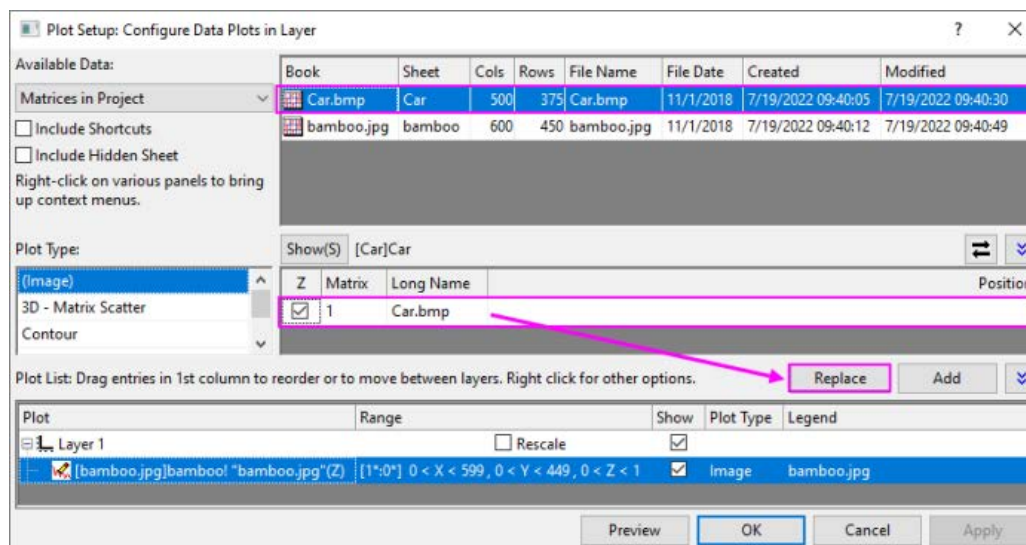 Plot Setup: Configure Data Plots in Layer ? ×
Available Data:
Book Sheet Cols Rows File Name File Date Created Modified
Matrices in Project
Car.bmp Car 500 375 Car.bmp 11/1/2018 7/19/2022 09:40:05 7/19/2022 09:40:30
Include Shortcuts
bamboo.jpg bamboo 600 450 bamboo.jpg 11/1/2018 7/19/2022 09:40:12 7/19/2022 09:40:49
Include Hidden Sheet
Right-click on various panels to bring
up context menus.
Plot Type:
Show(S) [Car]Car
(Image)
Z Matrix Long Name Position
3D - Matrix Scatter
1 Car.bmp
Contour
Plot List: Drag entries in 1st column to reorder or to move between layers. Right click for other options. Replace Add
Plot Range Show Plot Type Legend
Layer 1 Rescale
[bamboo.jpg]bamboo! "bamboo.jpg"(Z) [1*:0*] 0 < X < 599 , 0 < Y < 449 , 0 < Z < 1 Image bamboo.jpg
Preview OK Cancel Apply